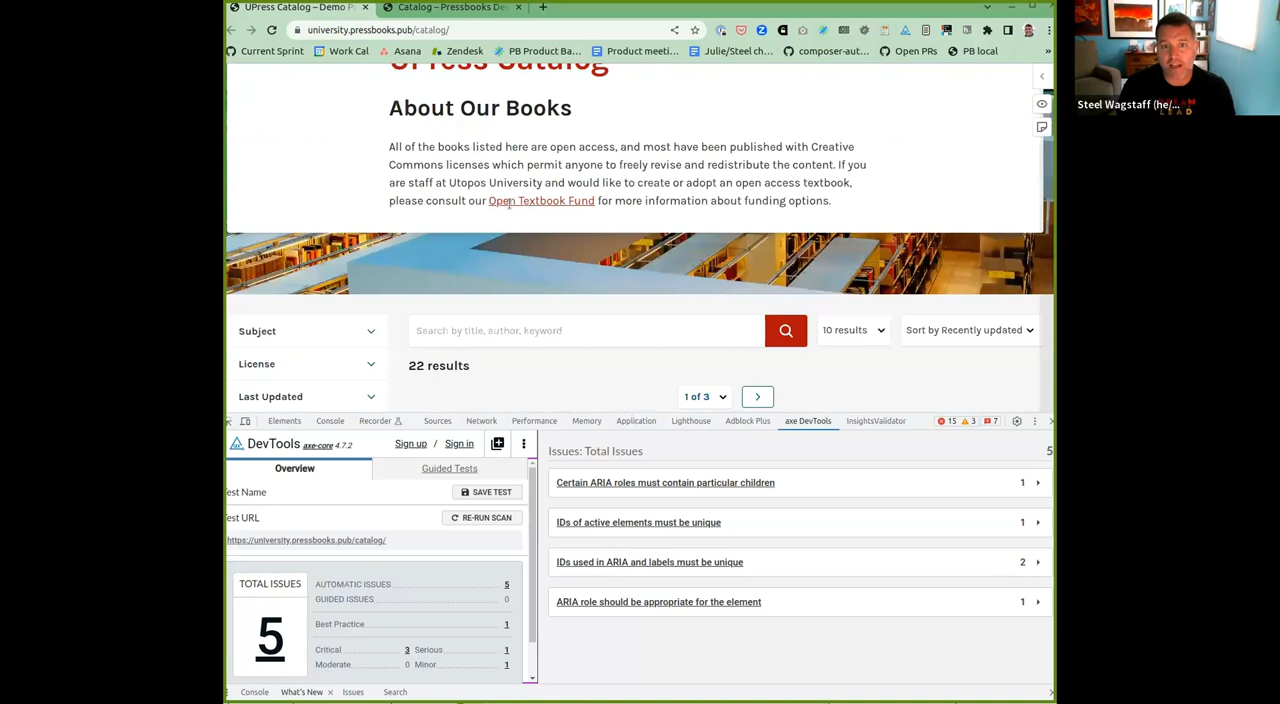 UPress Catalog – Demo P
Catalog – Pressbooks De
university.pressbooks.pub/catalog/
Current Sprint
Work Cal
Asana
Zendesk
PB Product Ba...
Product meeti...
Julie/Steel ch...
composer-aut...
Open PRs
PB local
»
UPress Catalog
About Our Books
All of the books listed here are open access, and most have been published with Creative
Commons licenses which permit anyone to freely revise and redistribute the content. If you
are staff at Utopos University and would like to create or adopt an open access textbook,
please consult our Open Textbook Fund for more information about funding options.
Subject
License
Last Updated
Search by title, author, keyword
10 results
Sort by Recently updated
22 results
1 of 3
Elements
Console
Recorder
Sources
Network
Performance
Memory
Application
Lighthouse
Adblock Plus
axe DevTools
InsightsValidator
15
3
7
DevTools axe-core 4.7.2
Sign up / Sign in
Overview
Guided Tests
Test Name
SAVE TEST
Test URL
RE-RUN SCAN
https://university.pressbooks.pub/catalog/
TOTAL ISSUES
5
AUTOMATIC ISSUES 5
GUIDED ISSUES 0
Best Practice 1
Critical 3 Serious 1
Moderate 0 Minor 1
Issues: Total Issues 5
Certain ARIA roles must contain particular children 1
IDs of active elements must be unique 1
IDs used in ARIA and labels must be unique 2
ARIA role should be appropriate for the element 1
Console
What's New
Issues
Search
Steel Wagstaff (he/...